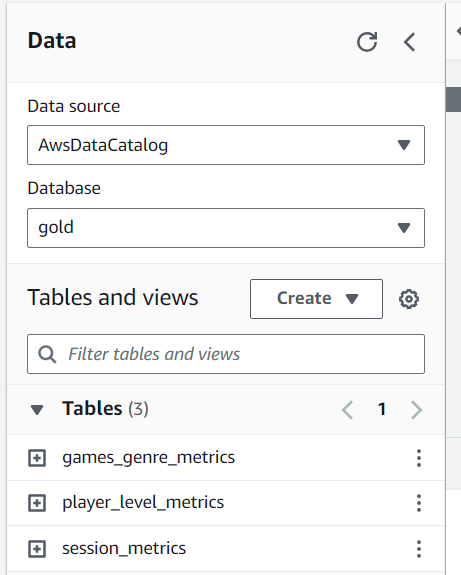 Data
Data source
AwsDataCatalog
Database
gold
Tables and views
Create
Filter tables and views
Tables (3)
1
games_genre_metrics
player_level_metrics
session_metrics